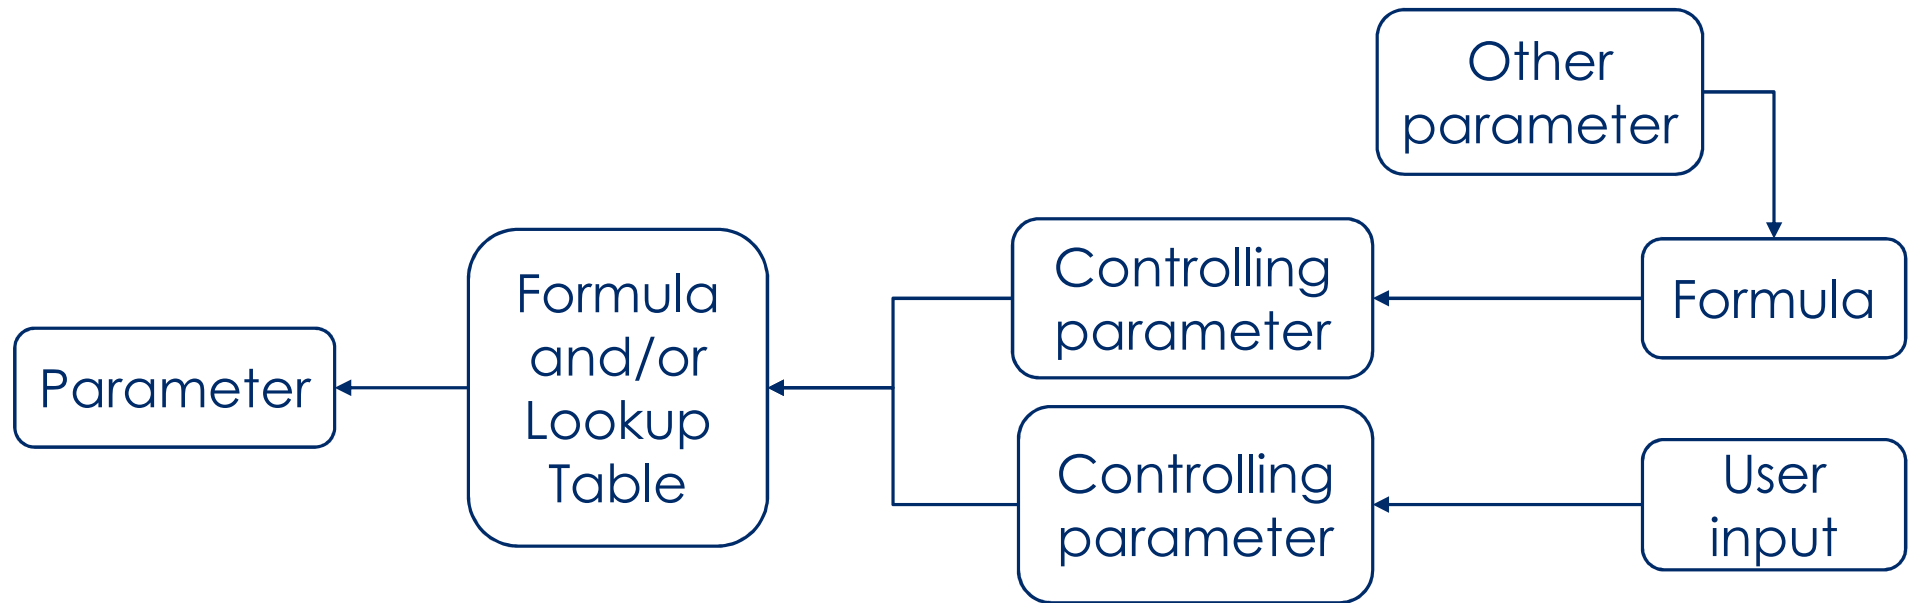 Other
parameter
Controlling
parameter
Formula
Formula
and/or
Lookup
Table
Parameter
Controlling
parameter
User
input